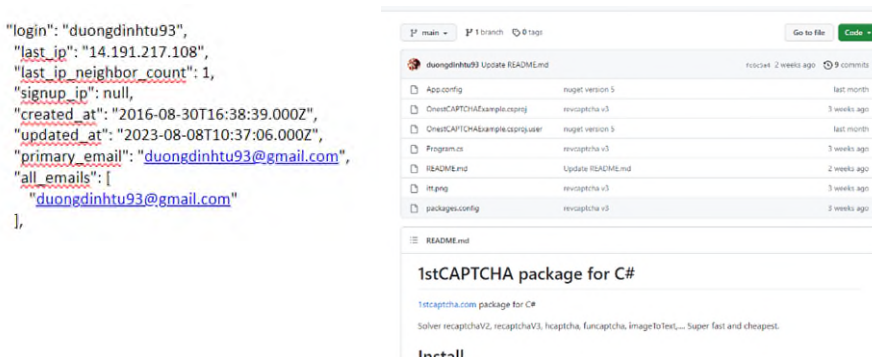 "login": "duongdinhtu93",
"last_ip": "14.191.217.108",
"last_ip_neighbor_count": 1,
"signup_ip": null,
"created_at": "2016-08-30T16:38:39.000Z",
"updated_at": "2023-08-08T10:37:06.000Z",
"primary_email": "duongdinhtu93@gmail.com",
"all_emails": [
"duongdinhtu93@gmail.com"
],
main 1 branch 0 tags Go to file Code
duongdinhtu93 Update README.md 2 weeks ago 9 commits
App.config nuget version 5 last month
OnestCAPTCHAExample.csproj revcaptcha v3 3 weeks ago
OnestCAPTCHAExample.csproj.user nuget version 5 last month
Program.cs revcaptcha v3 3 weeks ago
README.md Update README.md 2 weeks ago
revcaptcha v3 3 weeks ago
packages.config revcaptcha v3 3 weeks ago
README.md
1stCAPTCHA package for C#
1stcaptcha.com package for C#
Solver recaptchaV2, recaptchaV3, hcaptcha, funcaptcha, imageToText,... Super fast and cheapest.
Install